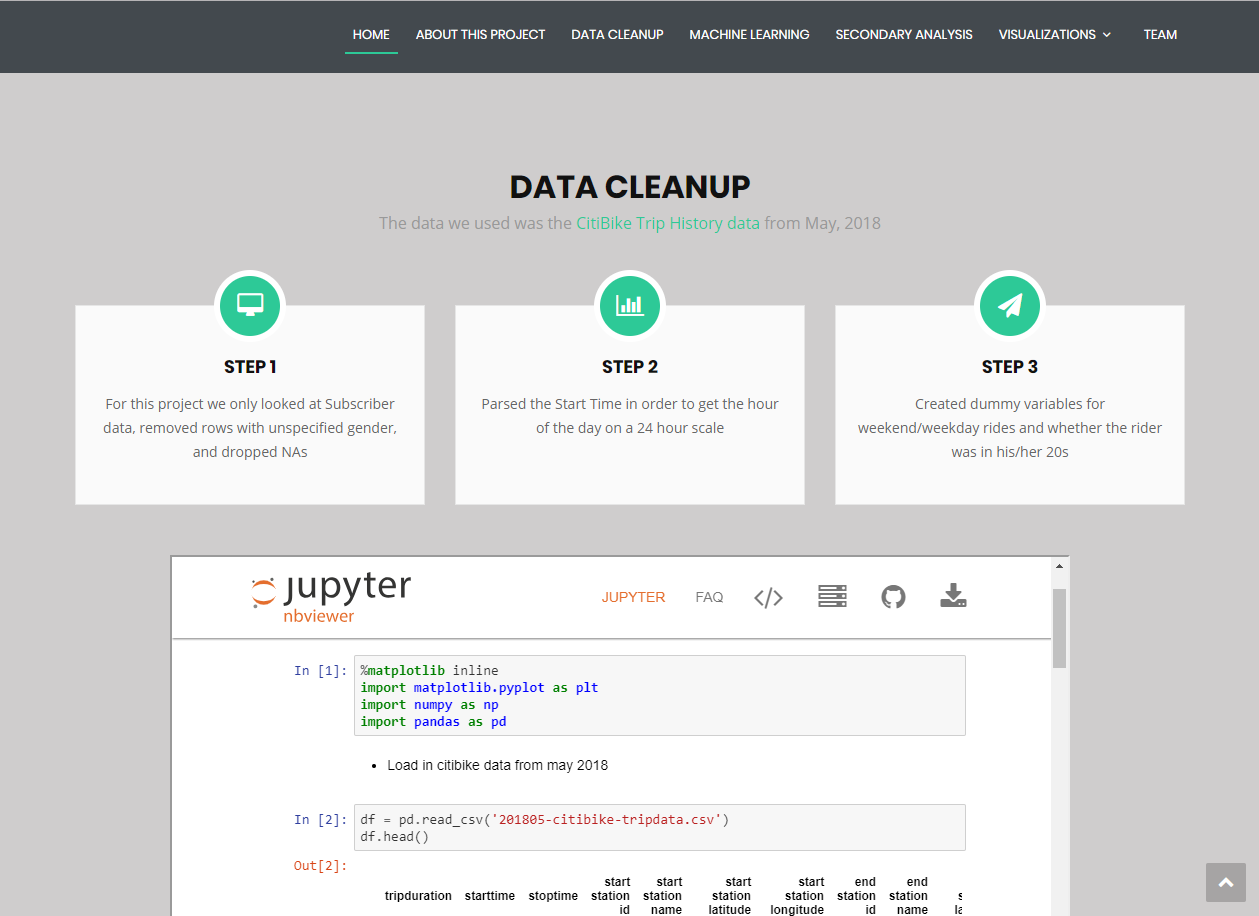 HOME ABOUT THIS PROJECT DATA CLEANUP MACHINE LEARNING SECONDARY ANALYSIS VISUALIZATIONS TEAM
DATA CLEANUP
The data we used was the CitiBike Trip History data from May, 2018
STEP 1
For this project we only looked at Subscriber
data, removed rows with unspecified gender,
and dropped NAs
STEP 2
Parsed the Start Time in order to get the hour
of the day on a 24 hour scale
STEP 3
Created dummy variables for
weekend/weekday rides and whether the rider
was in his/her 20s
jupyter
nbviewer
JUPYTER FAQ </>
In [1]: %matplotlib inline
import matplotlib.pyplot as plt
import numpy as np
import pandas as pd
• Load in citibike data from may 2018
In [2]: df = pd.read_csv('201805-citibike-tripdata.csv')
df.head()
Out[2]:
start start start start end end
tripduration starttime stoptime station station station station station station
id name latitude longitude id name